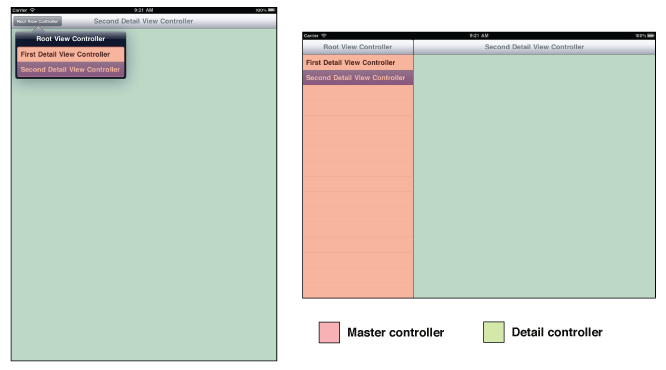 Carrier 9:21 AM 100%
Root View Controller Second Detail View Controller
Root View Controller
First Detail View Controller
Second Detail View Controller
Carrier 9:21 AM 100%
Root View Controller Second Detail View Controller
First Detail View Controller
Second Detail View Controller
Master controller Detail controller